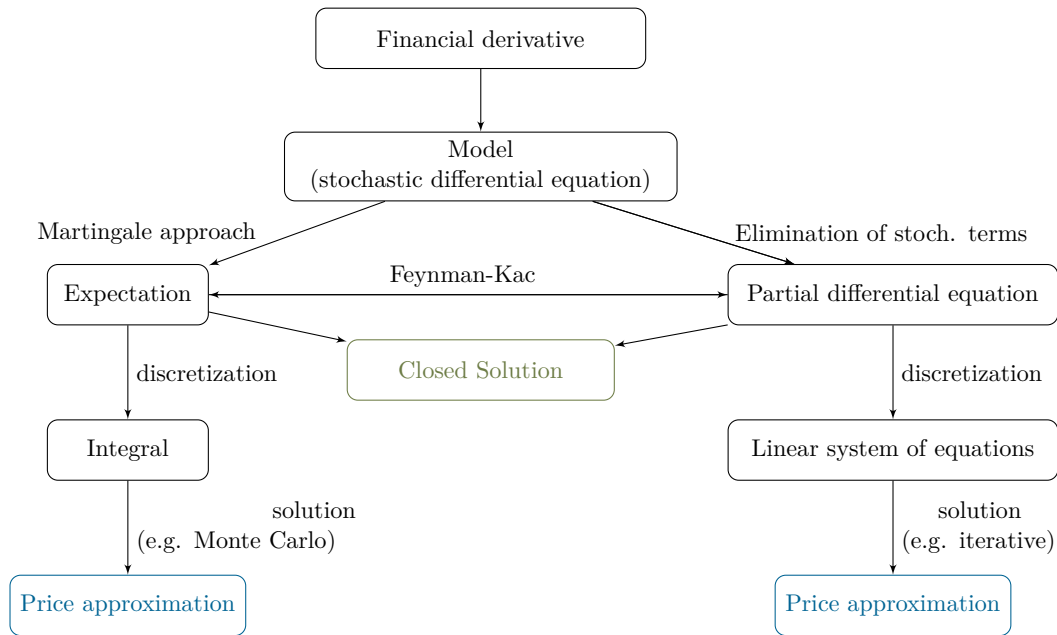 Financial derivative
Model
(stochastic differential equation)
Martingale approach
Elimination of stoch. terms
Feynman-Kac
Expectation
Partial differential equation
Closed Solution
discretization
discretization
Integral
Linear system of equations
solution
(e.g. Monte Carlo)
solution
(e.g. iterative)
Price approximation
Price approximation